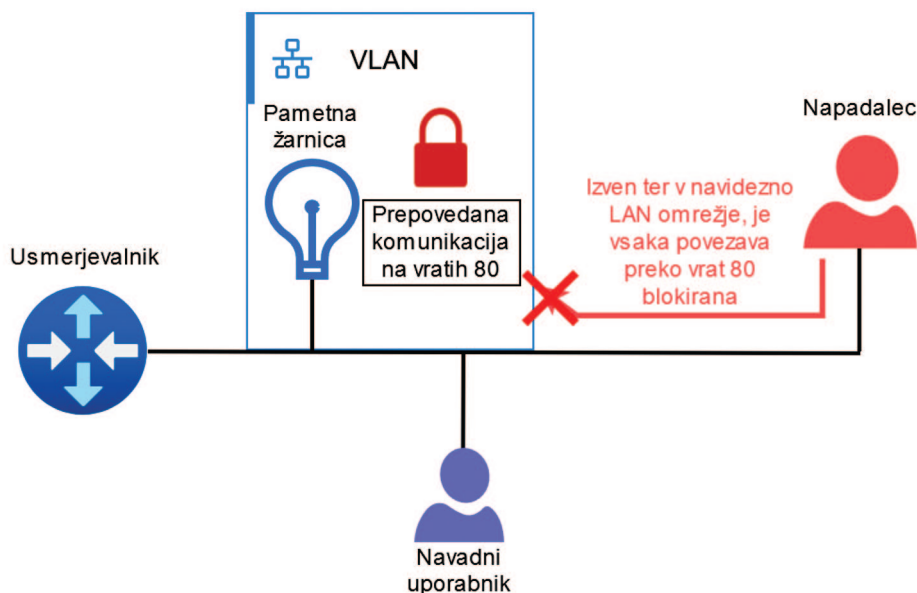 VLAN
Pametna
žarnica
Prepovedana
komunikacija
na vratih 80
Napadalec
Izven ter v navidezno
LAN omrežje, je
vsaka povezava
preko vrat 80
blokirana
Usmerjevalnik
Navadni
uporabnik